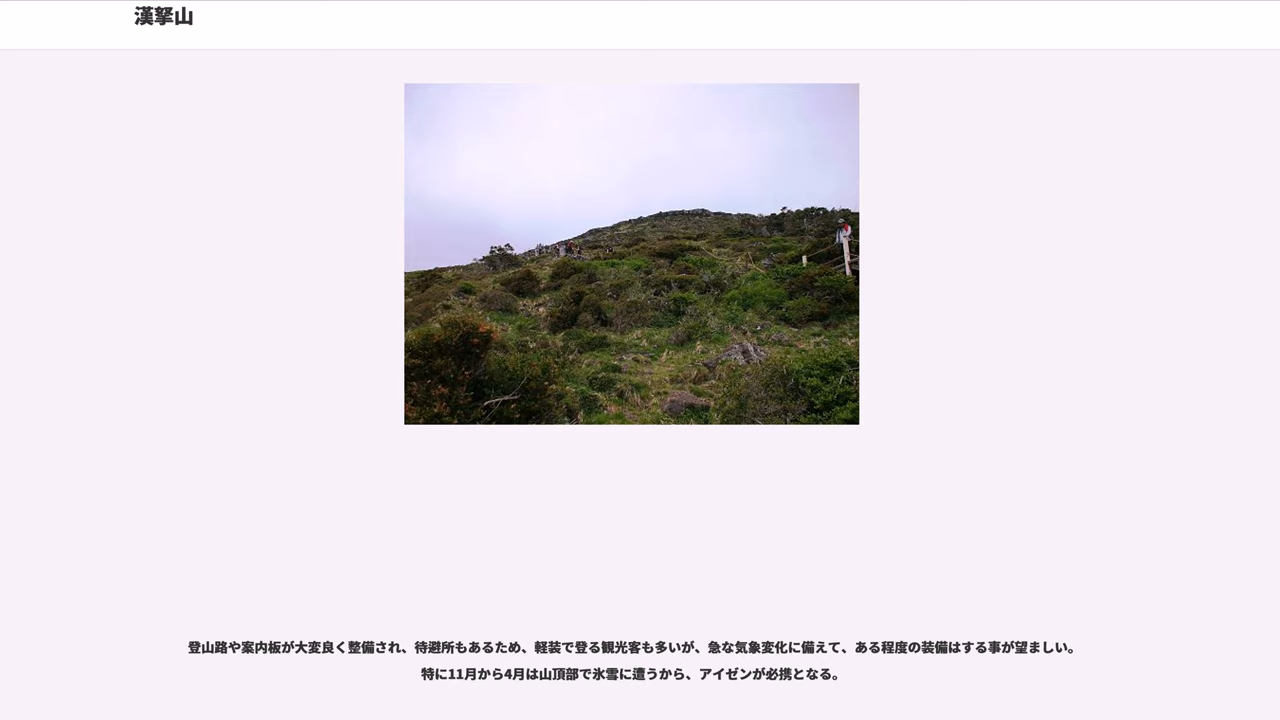 漢拏山
登山路や案内板が大変良く整備され、待避所もあるため、軽装で登る観光客も多いが、急な気象変化に備えて、ある程度の装備はする事が望ましい。
特に11月から4月は山頂部で氷雪に遭うから、アイゼンが必携となる。